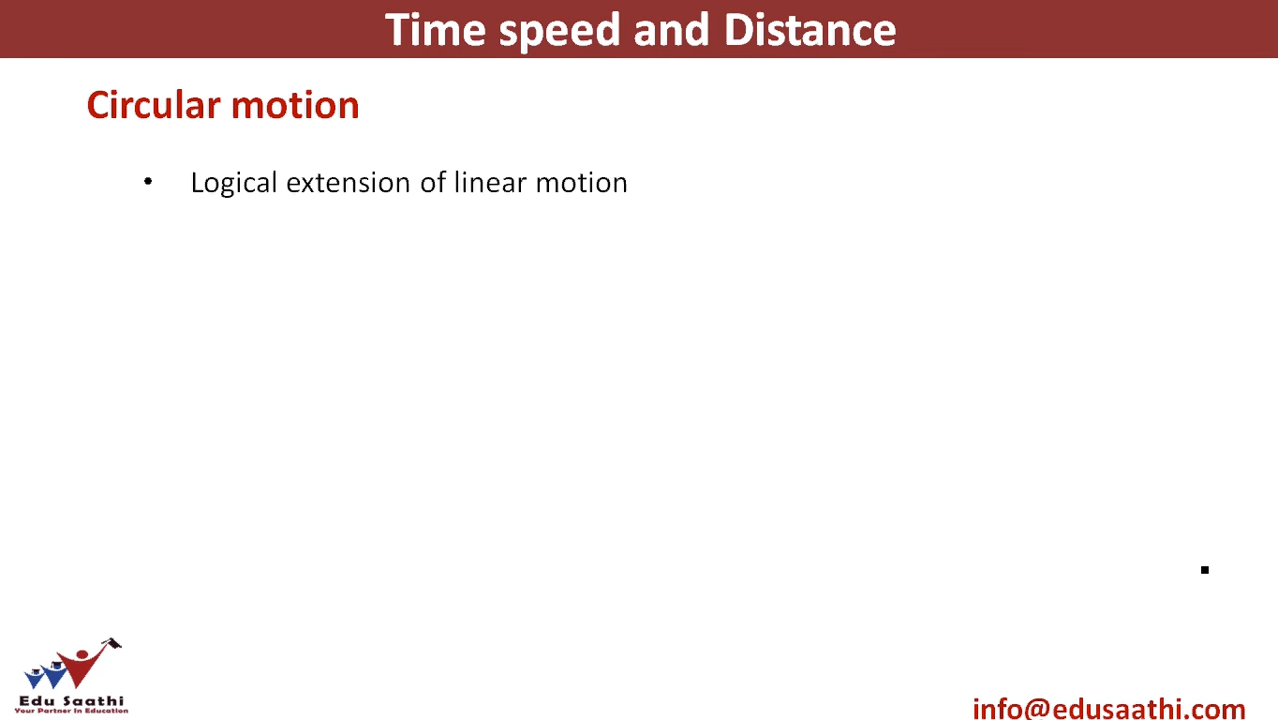 Time speed and Distance
Circular motion
• Logical extension of linear motion
Edu Saathi
Your Partner In Education
info@edusaathi.com